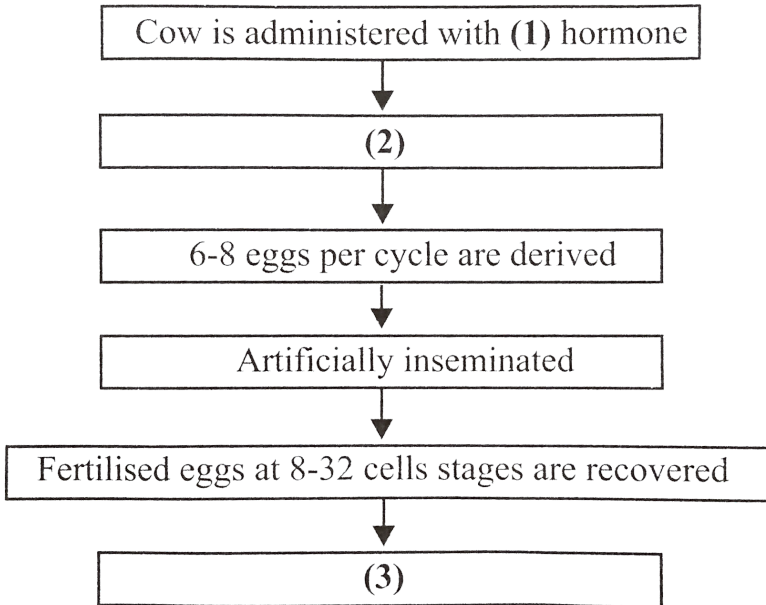 Cow is administered with (1) hormone
(2)
6-8 eggs per cycle are derived
Artificially inseminated
Fertilised eggs at 8-32 cells stages are recovered
(3)